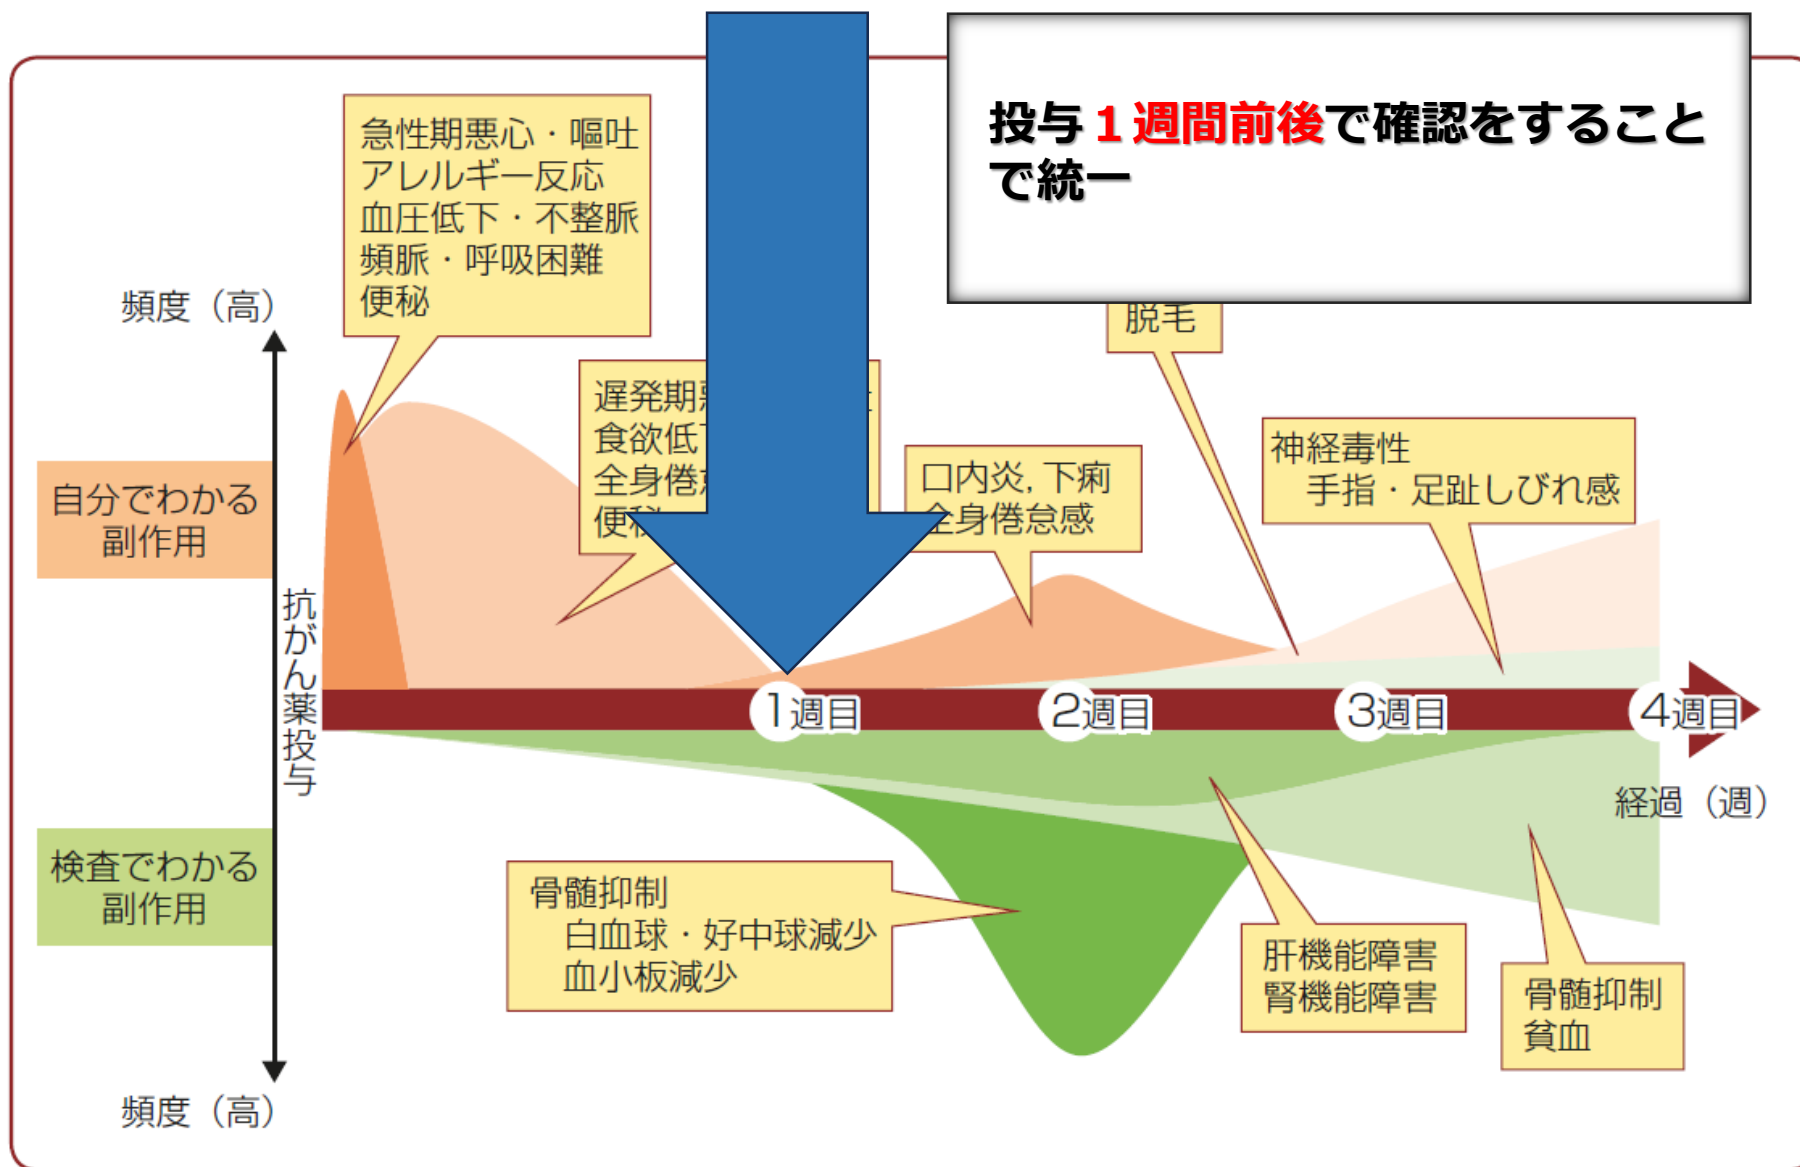 投与１週間前後で確認をすること
で統一
急性期悪心・嘔吐
アレルギー反応
血圧低下・不整脈
頻脈・呼吸困難
便秘
頻度（高）
脱毛
遅発期
食欲低
全身倦
便秘
口内炎, 下痢
全身倦怠感
神経毒性
手指・足趾しびれ感
自分でわかる
副作用
抗がん薬投与
1週目
2週目
3週目
4週目
経過（週）
検査でわかる
副作用
骨髄抑制
白血球・好中球減少
血小板減少
肝機能障害
腎機能障害
骨髄抑制
貧血
頻度（高）